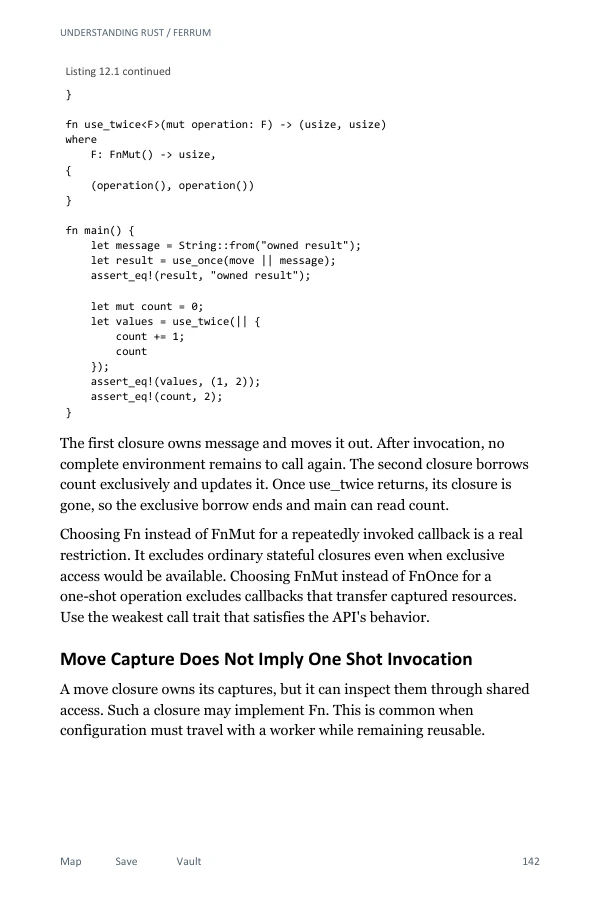 UNDERSTANDING RUST / FERRUM
Listing 12.1 continued
}
fn use_twice<F>(mut operation: F) -> (usize, usize)
where
    F: FnMut() -> usize,
{
    (operation(), operation())
}
fn main() {
    let message = String::from("owned result");
    let result = use_once(move || message);
    assert_eq!(result, "owned result");
    let mut count = 0;
    let values = use_twice(|| {
        count += 1;
        count
    });
    assert_eq!(values, (1, 2));
    assert_eq!(count, 2);
}
The first closure owns message and moves it out. After invocation, no
complete environment remains to call again. The second closure borrows
count exclusively and updates it. Once use_twice returns, its closure is
gone, so the exclusive borrow ends and main can read count.
Choosing Fn instead of FnMut for a repeatedly invoked callback is a real
restriction. It excludes ordinary stateful closures even when exclusive
access would be available. Choosing FnMut instead of FnOnce for a
one-shot operation excludes callbacks that transfer captured resources.
Use the weakest call trait that satisfies the API's behavior.
Move Capture Does Not Imply One Shot Invocation
A move closure owns its captures, but it can inspect them through shared
access. Such a closure may implement Fn. This is common when
configuration must travel with a worker while remaining reusable.
Map Save Vault 142